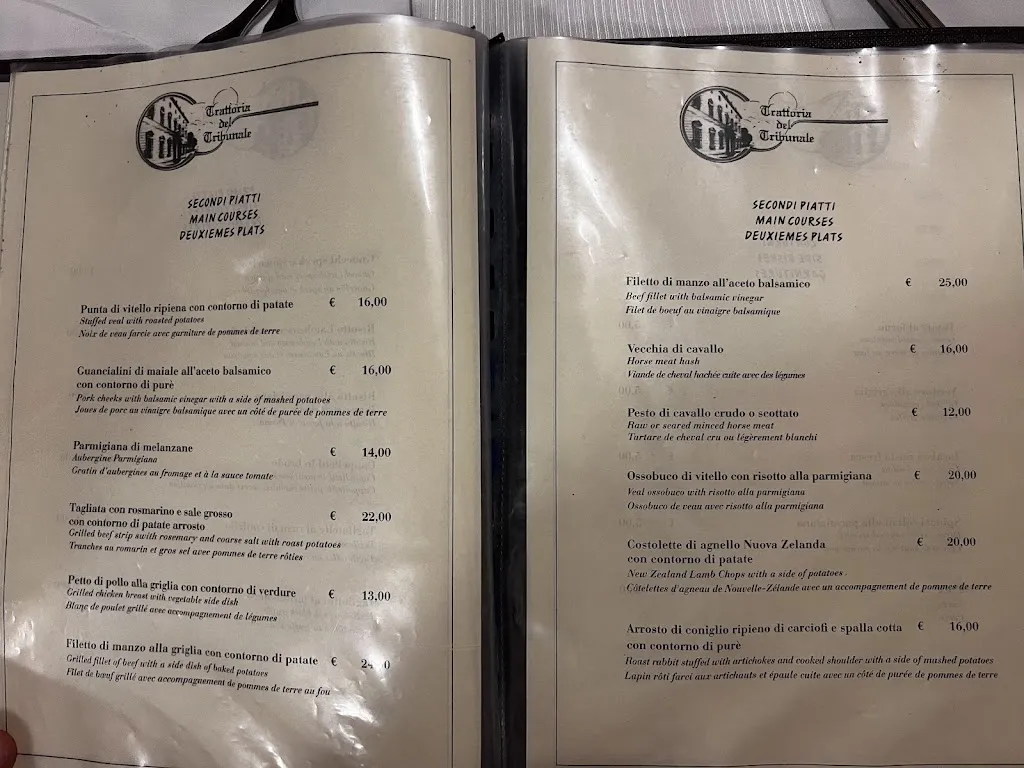 Trattoria
del
Tribunale
SECONDI PIATTI
MAIN COURSES
DEUXIEMES PLATS
Punta di vitello ripiena con contorno di patate € 16,00
Stuffed veal with roasted potatoes
Noix de veau farcie avec garniture de pommes de terre
Guancialini di maiale all'aceto balsamico € 16,00
con contorno di purè
Pork cheeks with balsamic vinegar with a side of mashed potatoes
Joues de porc au vinaigre balsamique avec un côté de purée de pommes de terre
Parmigiana di melanzane € 14,00
Aubergine Parmigiana
Gratin d'aubergines au fromage et à la sauce tomate
Tagliata con rosmarino e sale grosso € 22,00
con contorno di patate arrosto
Grilled beef strip swith rosemary and coarse salt with roast potatoes
Tranches au romarin et gros sel avec pommes de terre rôties
Petto di pollo alla griglia con contorno di verdure € 13,00
Grilled chicken breast with vegetable side dish
Blanc de poulet grillé avec accompagnement de légumes
Filetto di manzo alla griglia con contorno di patate €
Grilled fillet of beef with a side dish of baked potatoes
Filet de bœuf grillé avec accompagnement de pommes de terre au fou
Trattoria
del
Tribunale
SECONDI PIATTI
MAIN COURSES
DEUXIEMES PLATS
Filetto di manzo all'aceto balsamico € 25,00
Beef fillet with balsamic vinegar
Filet de boeuf au vinaigre balsamique
Vecchia di cavallo € 16,00
Horse meat hash
Viande de cheval hachée cuite avec des légumes
Pesto di cavallo crudo o scottato € 12,00
Raw or seared minced horse meat
Tartare de cheval cru ou légèrement blanchi
Ossobuco di vitello con risotto alla parmigiana € 20,00
Veal ossobuco with risotto alla parmigiana
Ossobuco de veau avec risotto alla parmigiana
Costolette di agnello Nuova Zelanda € 20,00
con contorno di patate
New Zealand Lamb Chops with a side of potatoes
Côtelettes d'agneau de Nouvelle-Zélande avec un accompagnement de pommes de terre
Arrosto di coniglio ripieno di carciofi e spalla cotta € 16,00
con contorno di purè
Roast rabbit stuffed with artichokes and cooked shoulder with a side of mashed potatoes
Lapin rôti farci aux artichauts et épaule cuite avec un côté de purée de pommes de terre